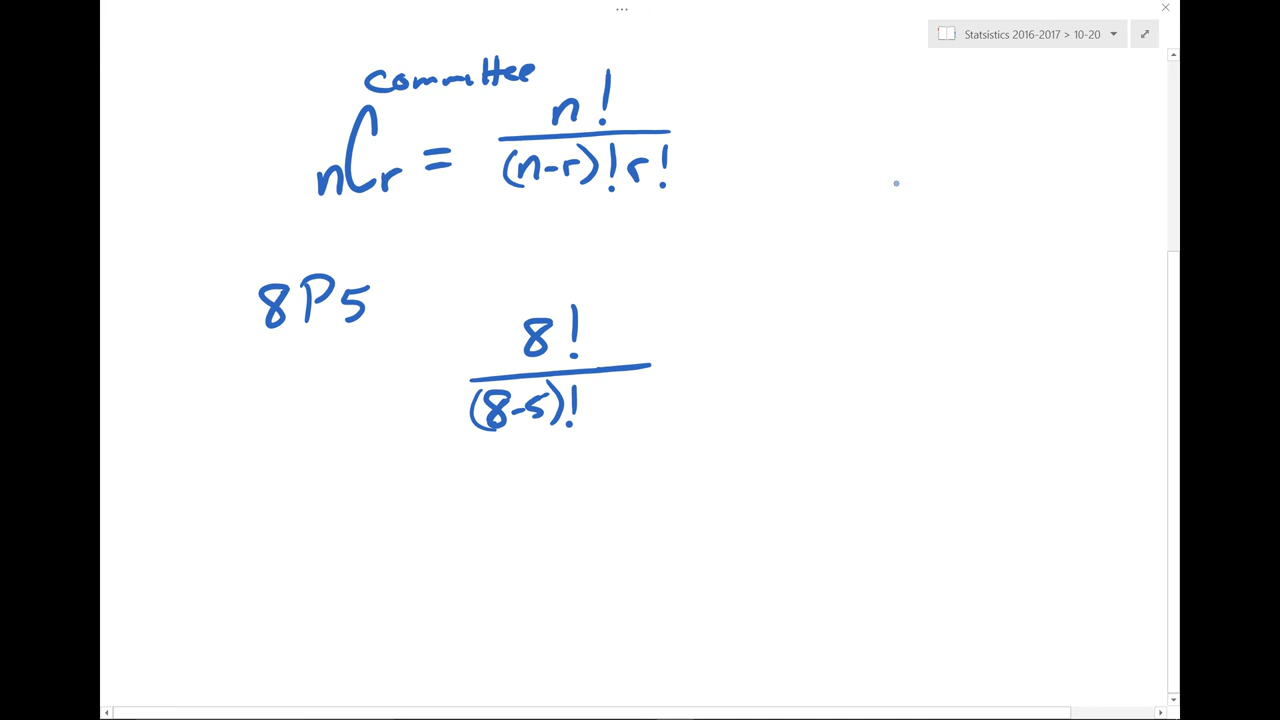 Statsistics 2016-2017 > 10-20
committee
nCr = n! / (n-r)! r!
8P5
8!
(8-5)!